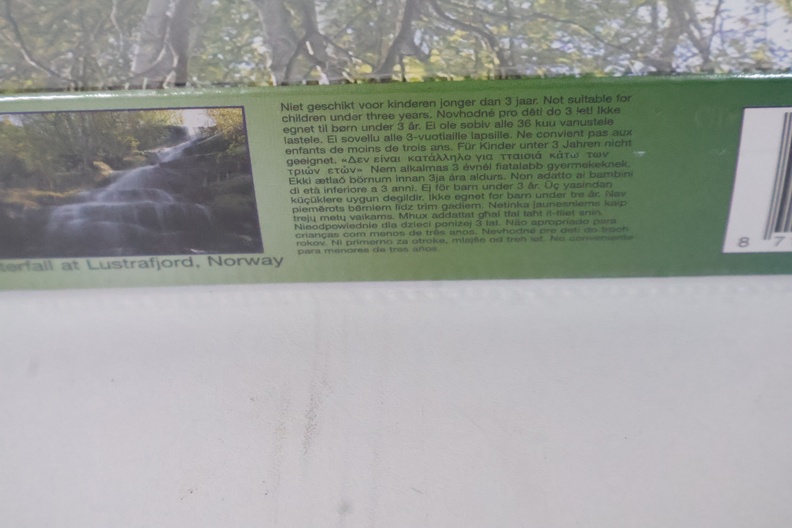 Niet geschikt voor kinderen jonger dan 3 jaar. Not suitable for
children under three years. Nevhodné pro děti do 3 let! Ikke
egnet til børn under 3 år. Ei ole sobiv alle 36 kuu vanustele
lastele. Ei sovellu alle 3-vuotiaille lapsille. Ne convient pas aux
enfants de moins de trois ans. Für Kinder unter 3 Jahren nicht
geeignet. «Δεν είναι κατάλληλο για παιδιά κάτω των
τριών ετών» Nem alkalmas 3 évnél fiatalabb gyermekeknek.
Ekki ætlað börnum innan 3ja ára aldurs. Non adatto ai bambini
di età inferiore a 3 anni. Ej för barn under 3 år. Üç yaşından
küçüklere uygun değildir. Ikke egnet for barn under tre år. Nav
piemērots bērniem līdz trim gadiem. Netinka jaunesniems kaip
trejų metų vaikams. Mhux addattat għal tfal taħt it-tliet snin.
Nieodpowiednie dla dzieci poniżej 3 lat. Não apropriado para
crianças com menos de três anos. Nevhodné pre deti do troch
rokov. Ni primerno za otroke, mlajše od treh let. No conveniente
para menores de tres años.
terfall at Lustrafjord, Norway
8 7